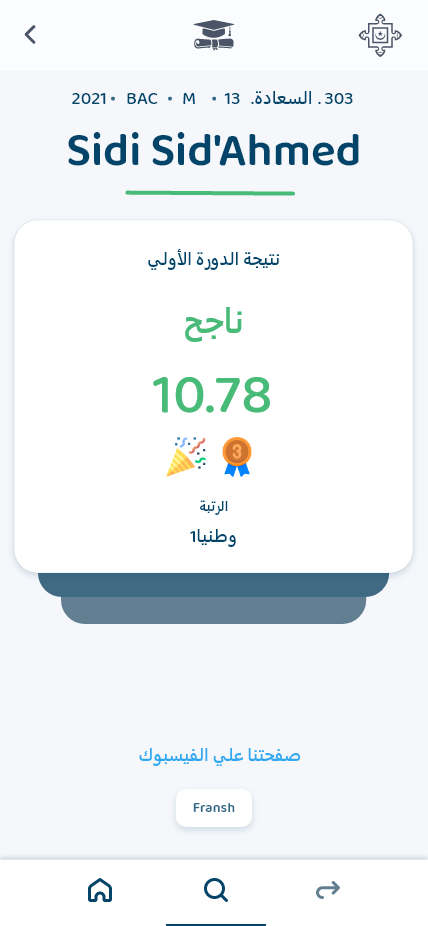 2021 • BAC • M • 13 .السعادة . 303
Sidi Sid'Ahmed
نتيجة الدورة الأولي
ناجح
10.78
3
الرتبة
وطنيا1
صفحتنا علي الفيسبوك
Fransh